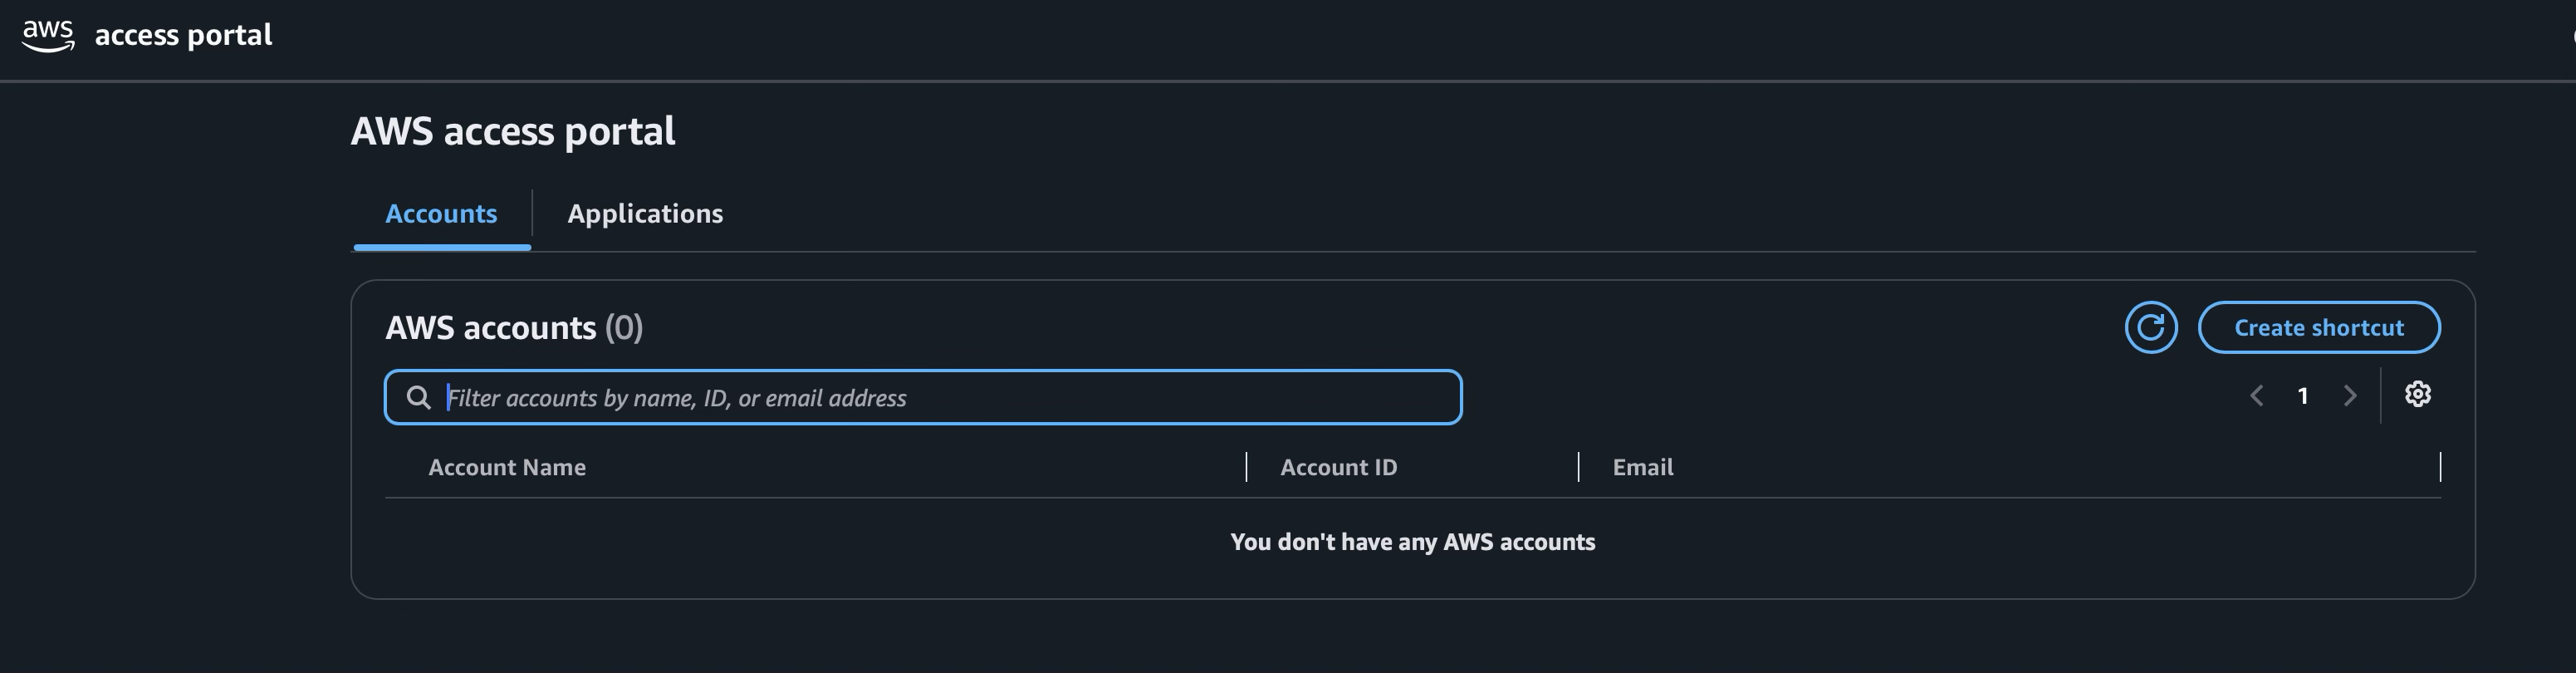 aws access portal
AWS access portal
Accounts Applications
AWS accounts (0)
Create shortcut
Filter accounts by name, ID, or email address
1
Account Name Account ID Email
You don't have any AWS accounts